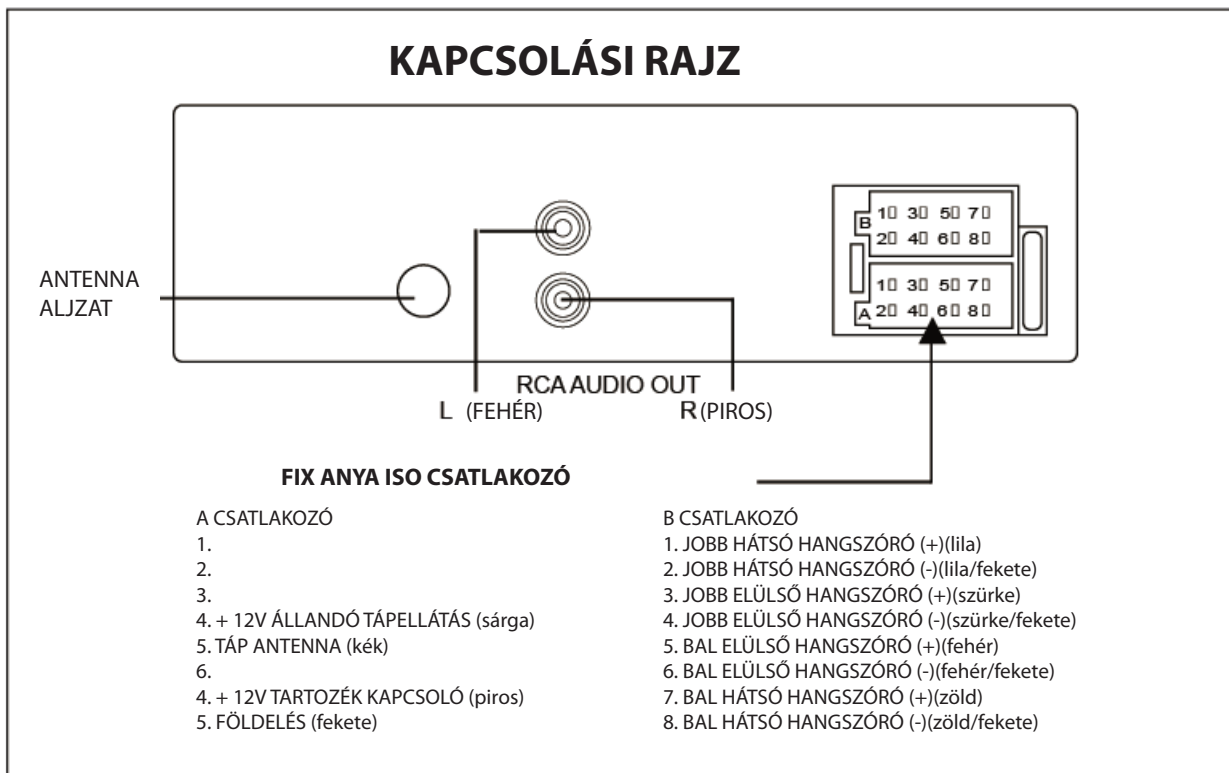 KAPCSOLÁSI RAJZ
B
1 3 5 7
2 4 6 8
1 3 5 7
A 2 4 6 8
ANTENNA
ALJZAT
RCA AUDIO OUT
L (FEHÉR)
R (PIROS)
FIX ANYA ISO CSATLAKOZÓ
A CSATLAKOZÓ
1.
2.
3.
4. + 12V ÁLLANDÓ TÁPELLÁTÁS (sárga)
5. TÁP ANTENNA (kék)
6.
4. + 12V TARTOZÉK KAPCSOLÓ (piros)
5. FÖLDELÉS (fekete)
B CSATLAKOZÓ
1. JOBB HÁTSÓ HANGSZÓRÓ (+)(lila)
2. JOBB HÁTSÓ HANGSZÓRÓ (-)(lila/fekete)
3. JOBB ELÜLSŐ HANGSZÓRÓ (+)(szürke)
4. JOBB ELÜLSŐ HANGSZÓRÓ (-)(szürke/fekete)
5. BAL ELÜLSŐ HANGSZÓRÓ (+)(fehér)
6. BAL ELÜLSŐ HANGSZÓRÓ (-)(fehér/fekete)
7. BAL HÁTSÓ HANGSZÓRÓ (+)(zöld)
8. BAL HÁTSÓ HANGSZÓRÓ (-)(zöld/fekete)